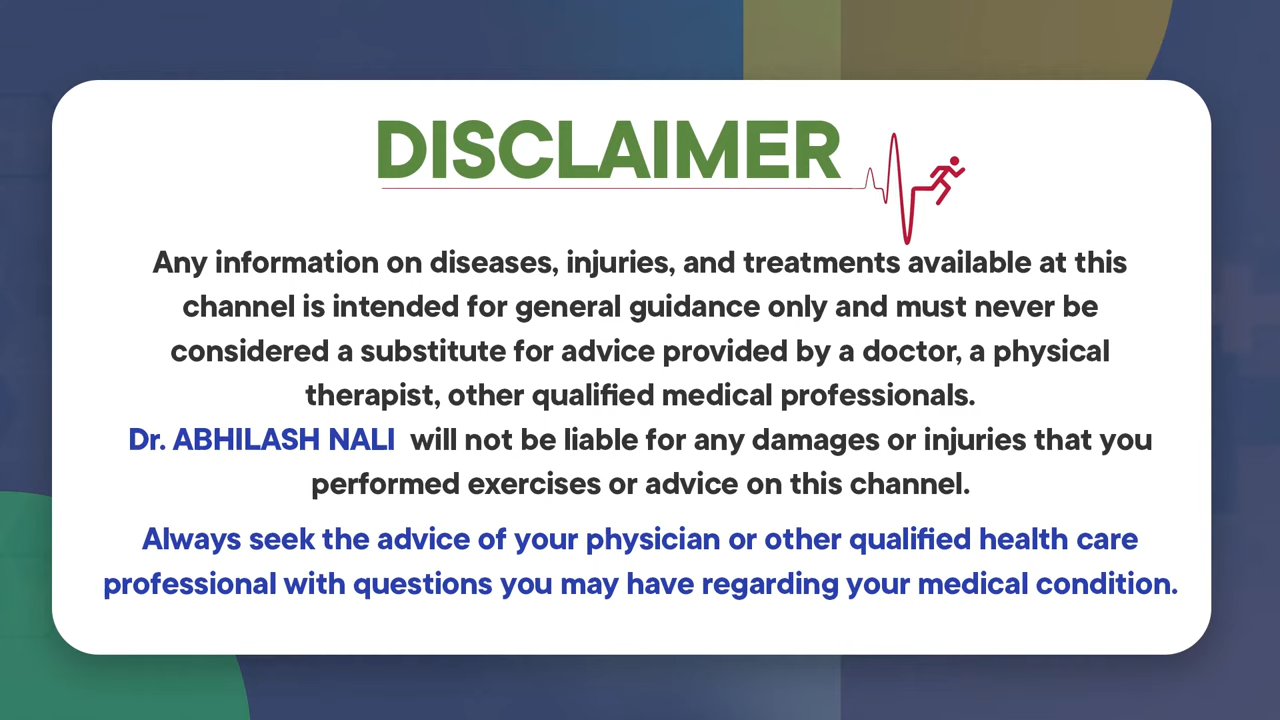 DISCLAIMER
Any information on diseases, injuries, and treatments available at this
channel is intended for general guidance only and must never be
considered a substitute for advice provided by a doctor, a physical
therapist, other qualified medical professionals.
Dr. ABHILASH NALI will not be liable for any damages or injuries that you
performed exercises or advice on this channel.
Always seek the advice of your physician or other qualified health care
professional with questions you may have regarding your medical condition.